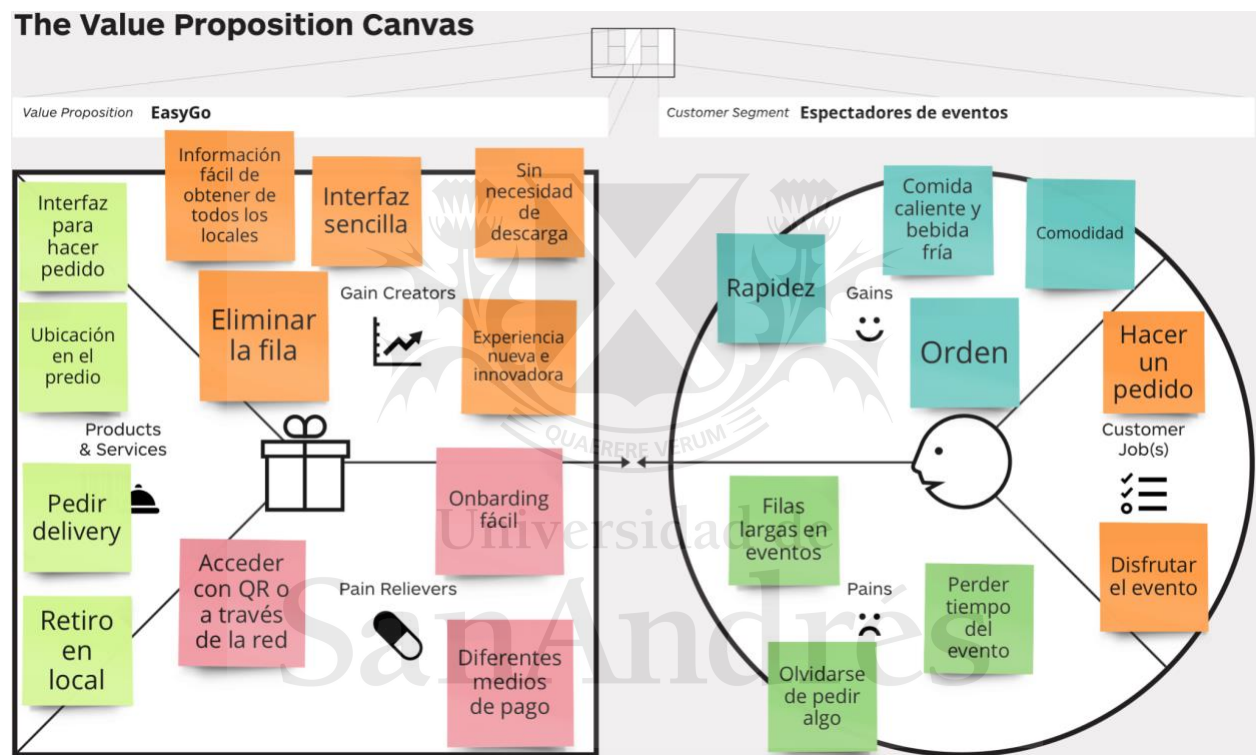 The Value Proposition Canvas
Value Proposition EasyGo
Customer Segment Espectadores de eventos
Interfaz
para
hacer
pedido
Información
fácil de
obtener de
todos los
locales
Interfaz
sencilla
Sin
necesidad
de
descarga
Eliminar
la fila
Gain Creators
Experiencia
nueva e
innovadora
Ubicación
en el
predio
Products
& Services
Pedir
delivery
Retiro
en
local
Acceder
con QR o
a través
de la red
Pain Relievers
Onbarding
fácil
Diferentes
medios
de pago
Rapidez
Comida
caliente y
bebida
fría
Comodidad
Gains
Orden
Hacer
un
pedido
Customer
Job(s)
Disfrutar
el evento
Filas
largas en
eventos
Pains
Perder
tiempo
del
evento
Olvidarse
de pedir
algo
QUAERERE VERUM
Universidad de
SanAndrés